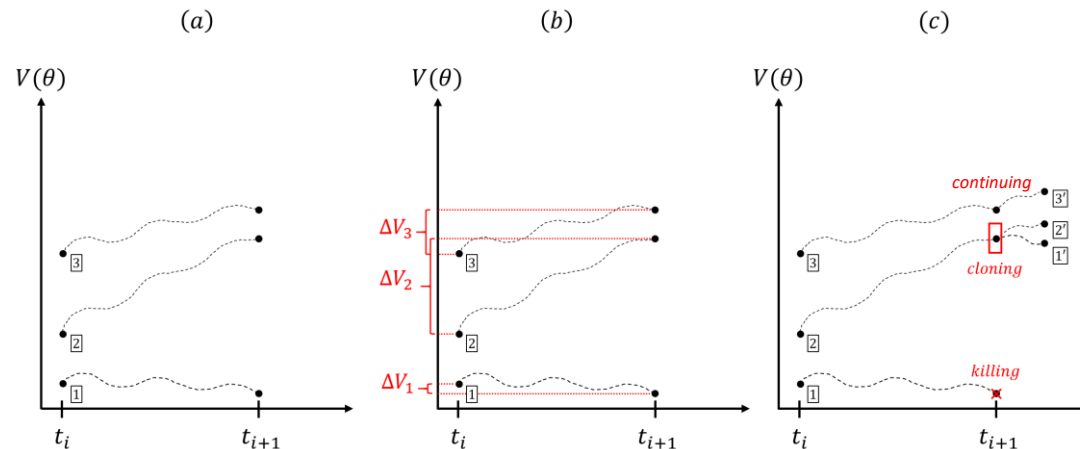 (a)
V(θ)
3
2
1
t_i
t_{i+1}
(b)
V(θ)
ΔV_3
ΔV_2
ΔV_1
3
2
1
t_i
t_{i+1}
(c)
V(θ)
continuing
3′
2′
1′
cloning
3
2
killing
1
t_i
t_{i+1}